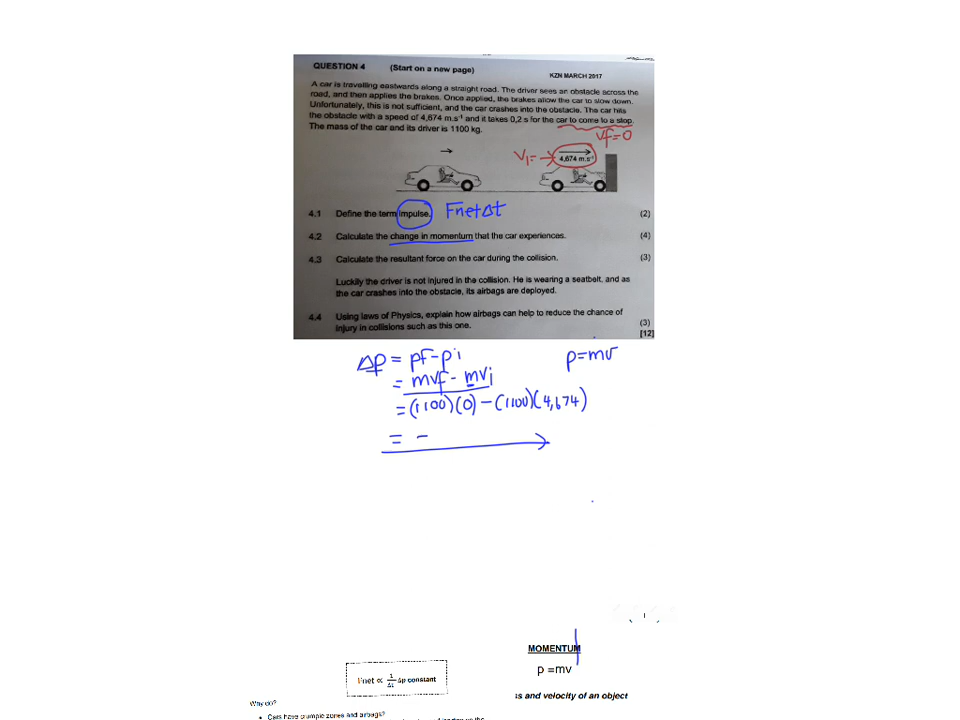 QUESTION 4 (Start on a new page) KZN MARCH 2017
A car is travelling eastwards along a straight road. The driver sees an obstacle across the
road, and then applies the brakes. Once applied, the brakes allow the car to slow down.
Unfortunately, this is not sufficient, and the car crashes into the obstacle. The car hits
the obstacle with a speed of 4,674 m.s⁻¹ and it takes 0,2 s for the car to come to a stop.
The mass of the car and its driver is 1100 kg.
vf=0
Vi= 4,674 m.s⁻¹
4.1 Define the term impulse. FnetΔt (2)
4.2 Calculate the change in momentum that the car experiences. (4)
4.3 Calculate the resultant force on the car during the collision. (3)
Luckily the driver is not injured in the collision. He is wearing a seatbelt, and as
the car crashes into the obstacle, its airbags are deployed.
4.4 Using laws of Physics, explain how airbags can help to reduce the chance of
injury in collisions such as this one. (3)
[12]
Δp = pf-pi p=mv
= mvf - mvi
= (1100)(0) - (1100)(4,674)
= -
MOMENTUM
p =mv
Fnet ∝ 1/Δt Δp constant
ss and velocity of an object
Why do?
• Cars have crumple zones and airbags?